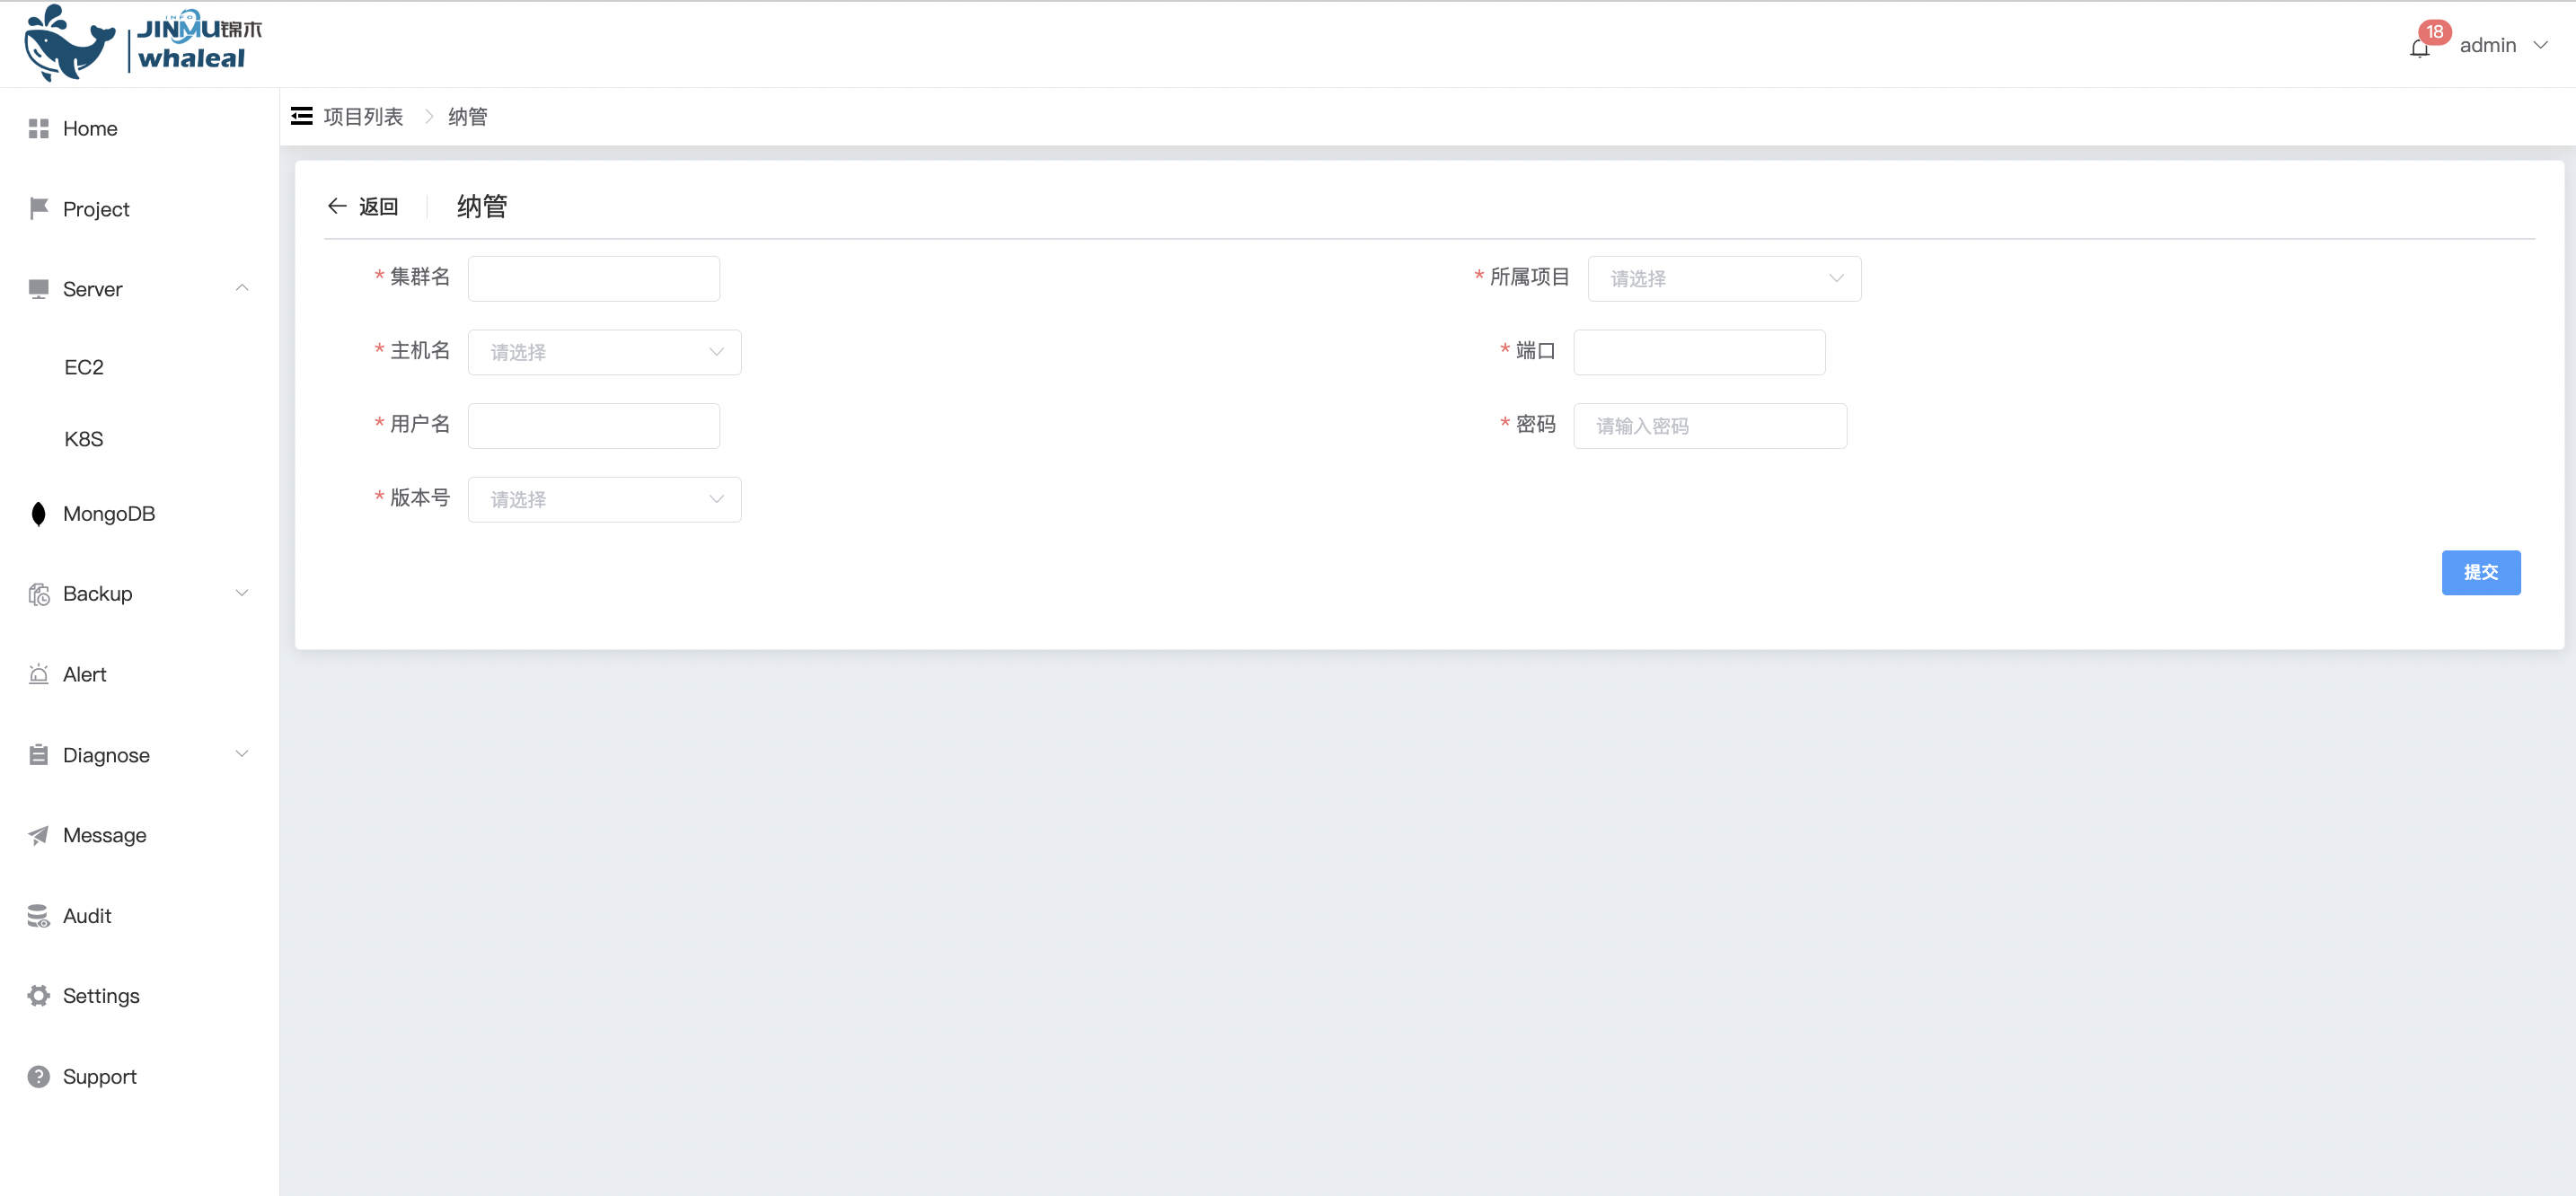 INFO
JINMU锦木
whaleal
18
admin
Home
Project
Server
EC2
K8S
MongoDB
Backup
Alert
Diagnose
Message
Audit
Settings
Support
项目列表 > 纳管
返回 纳管
* 集群名
* 所属项目 请选择
* 主机名 请选择
* 端口
* 用户名
* 密码 请输入密码
* 版本号 请选择
提交